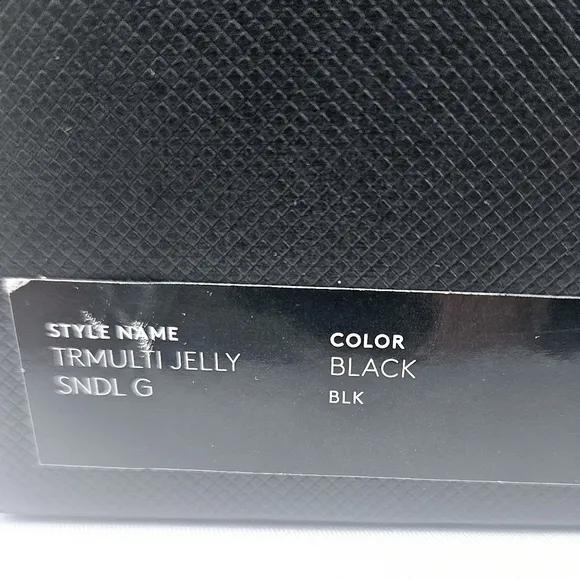 STYLE NAME
TRMULTI JELLY
SNDL G
COLOR
BLACK
BLK